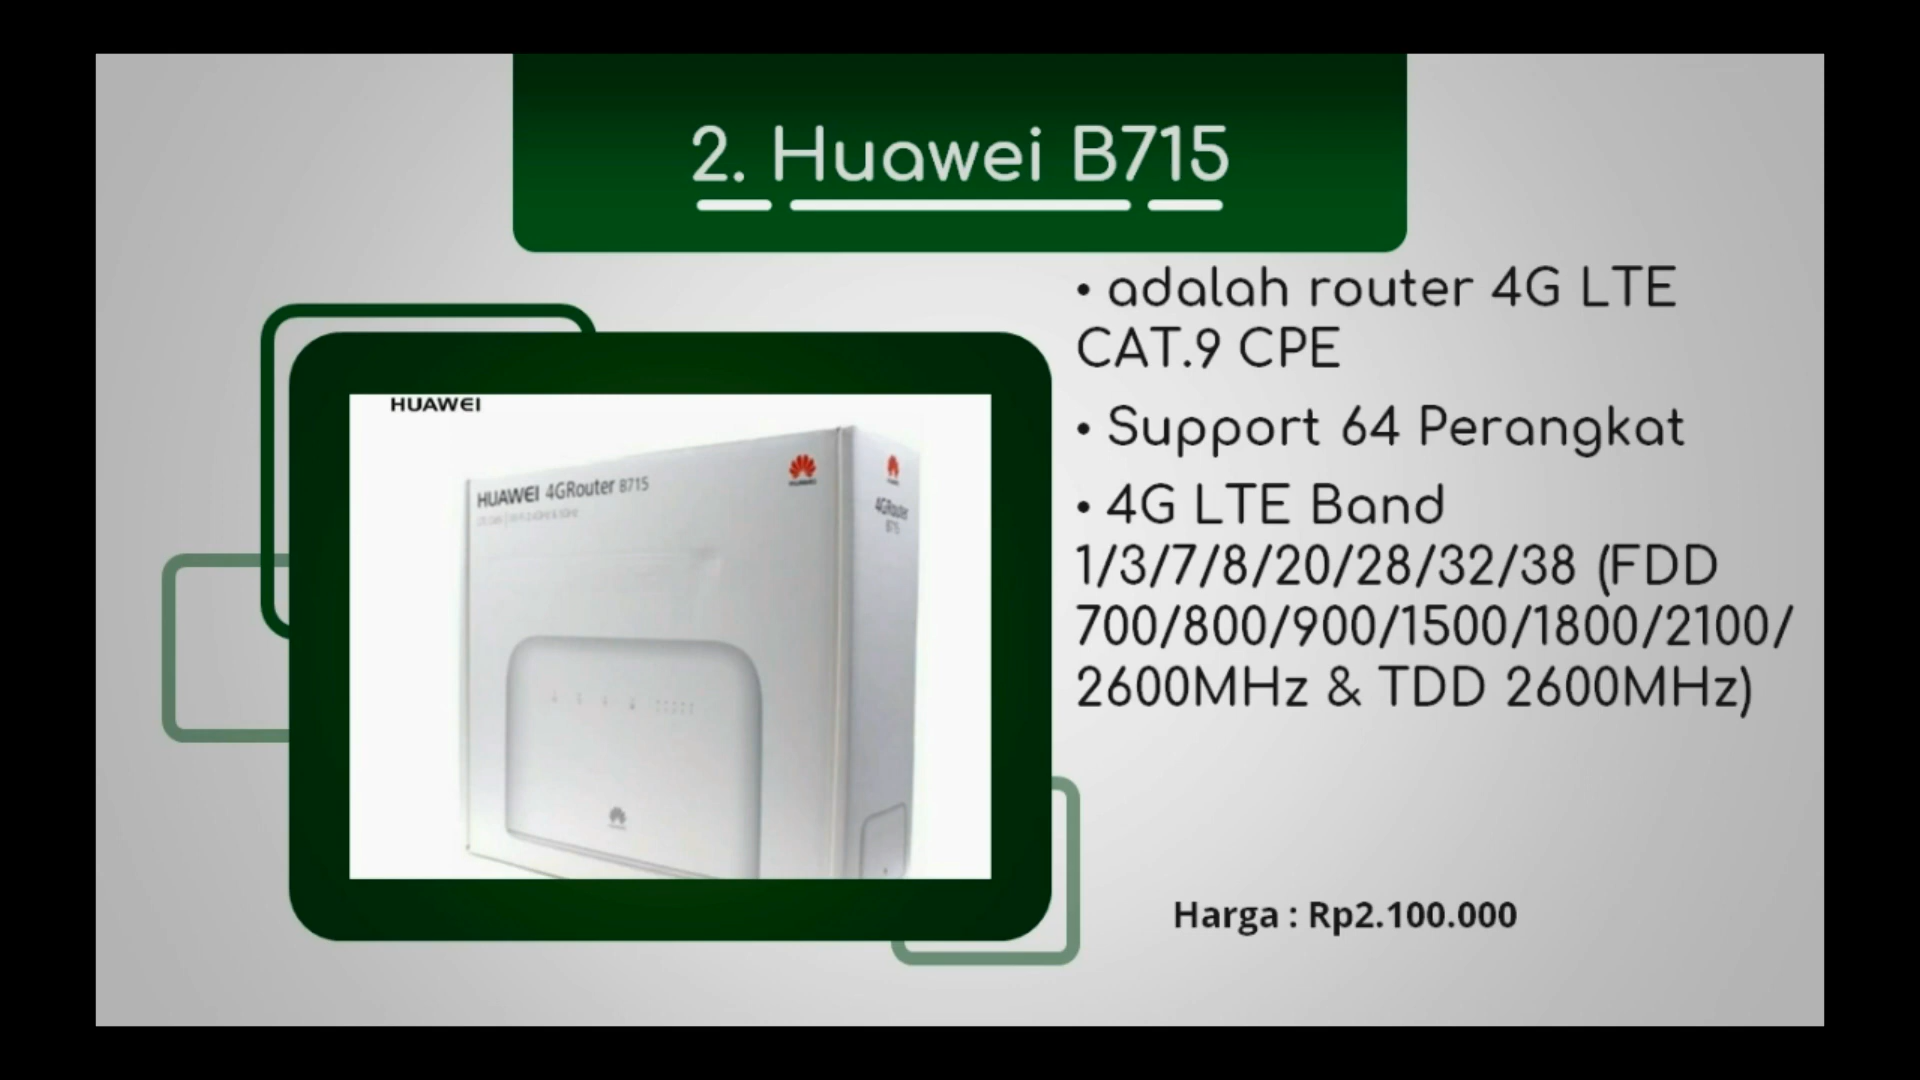 2. Huawei B715
• adalah router 4G LTE
CAT.9 CPE
• Support 64 Perangkat
• 4G LTE Band
1/3/7/8/20/28/32/38 (FDD
700/800/900/1500/1800/2100/
2600MHz & TDD 2600MHz)
HUAWEI
HUAWEI 4GRouter B715
HUAWEI
4GRouter
B715
Harga : Rp2.100.000